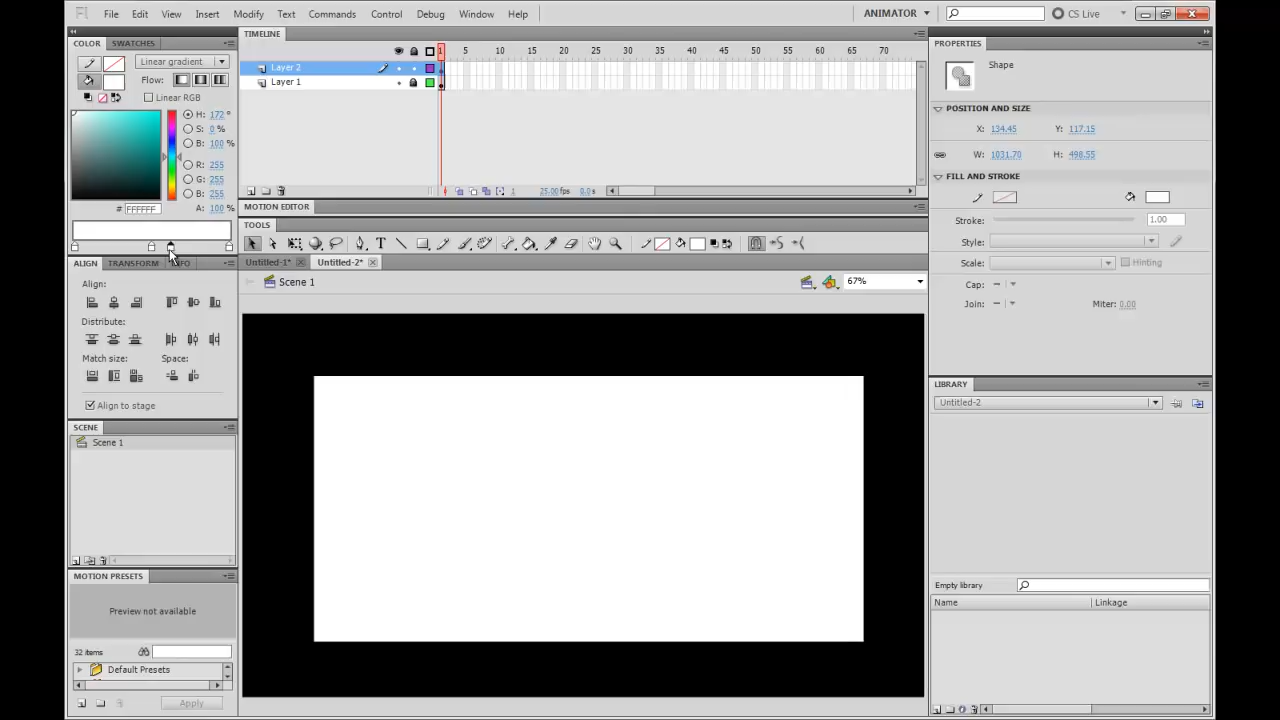 Fl File Edit View Insert Modify Text Commands Control Debug Window Help ANIMATOR CS Live
COLOR SWATCHES
Linear gradient
Flow:
Linear RGB
H: 172 °
S: 0 %
B: 100 %
R: 255
G: 255
B: 255
# FFFFFF A: 100 %
ALIGN TRANSFORM INFO
Align:
Distribute:
Match size: Space:
Align to stage
SCENE
Scene 1
MOTION PRESETS
Preview not available
32 items
Default Presets
Apply
TIMELINE
1 5 10 15 20 25 30 35 40 45 50 55 60 65 70
Layer 2
Layer 1
1 25.00 fps 0.0 s
MOTION EDITOR
TOOLS
Untitled-1* Untitled-2*
Scene 1 67%
PROPERTIES
Shape
POSITION AND SIZE
X: 134.45 Y: 117.15
W: 1031.70 H: 498.55
FILL AND STROKE
Stroke: 1.00
Style:
Scale: Hinting
Cap:
Join: Miter: 0.00
LIBRARY
Untitled-2
Empty library
Name Linkage